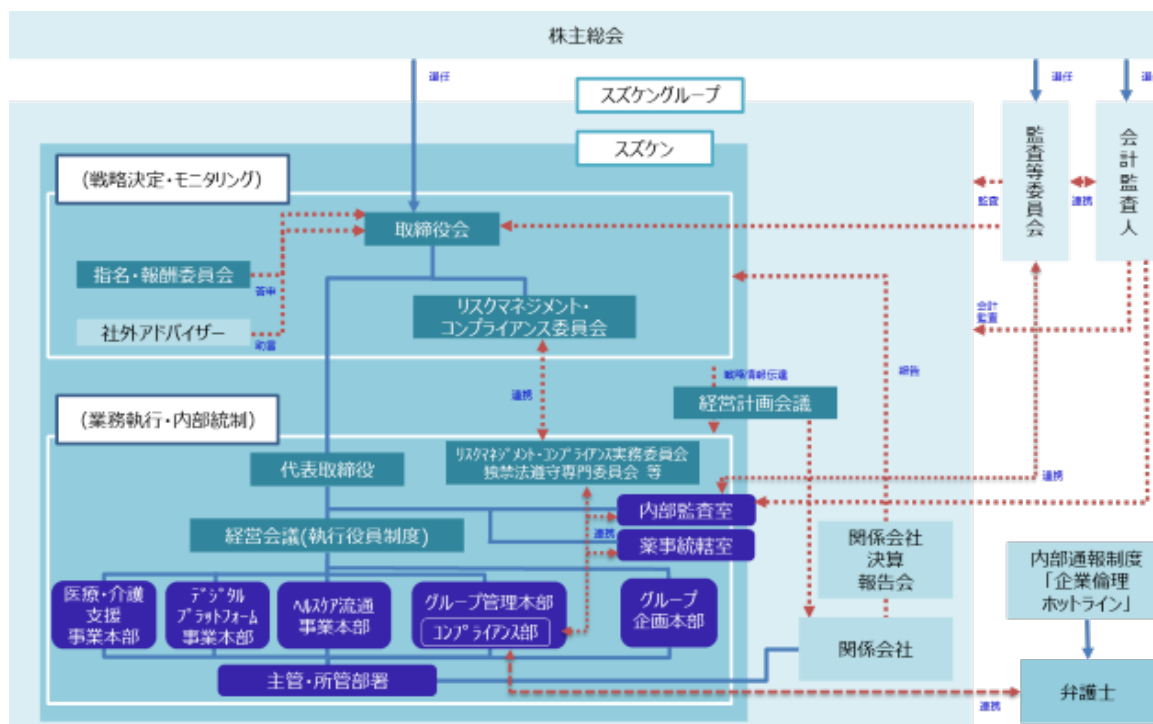 株主総会
選任
選任
スズケングループ
スズケン
監査等委員会
会計監査人
(戦略決定・モニタリング)
取締役会
監査
連携
指名・報酬委員会
答申
リスクマネジメント・
コンプライアンス委員会
社外アドバイザー
助言
会計
監査
戦略情報伝達
報告
連携
経営計画会議
(業務執行・内部統制)
代表取締役
リスクマネジメント・コンプライアンス実務委員会
独禁法遵守専門委員会 等
連携
内部監査室
経営会議(執行役員制度)
連携
薬事統轄室
関係会社
決算
報告会
内部通報制度
「企業倫理
ホットライン」
医療・介護
支援
事業本部
デジタル
プラットフォーム
事業本部
ヘルスケア流通
事業本部
グループ管理本部
コンプライアンス部
グループ
企画本部
関係会社
主管・所管部署
弁護士
連携